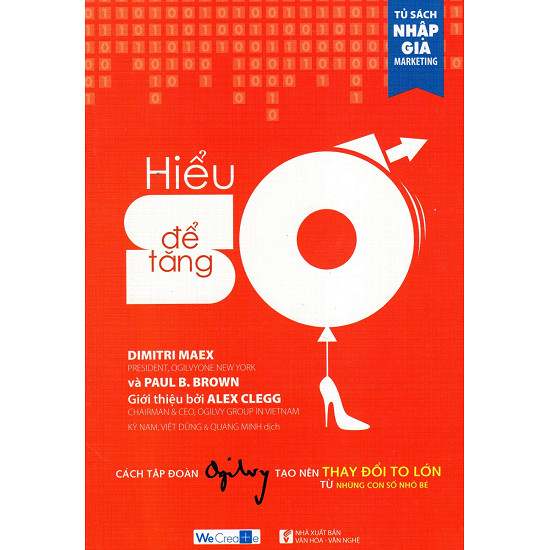 TỦ SÁCH
NHẬP
GIA
MARKETING
Hiểu
SỐ
để
tăng
DIMITRI MAEX
PRESIDENT, OGILVYONE NEW YORK
và PAUL B. BROWN
Giới thiệu bởi ALEX CLEGG
CHAIRMAN & CEO, OGILVY GROUP IN VIETNAM
KỲ NAM, VIỆT DŨNG & QUANG MINH dịch
CÁCH TẬP ĐOÀN Ogilvy TẠO NÊN THAY ĐỔI TO LỚN
TỪ NHỮNG CON SỐ NHỎ BÉ
WeCreate
NHÀ XUẤT BẢN
VĂN HÓA - VĂN NGHỆ